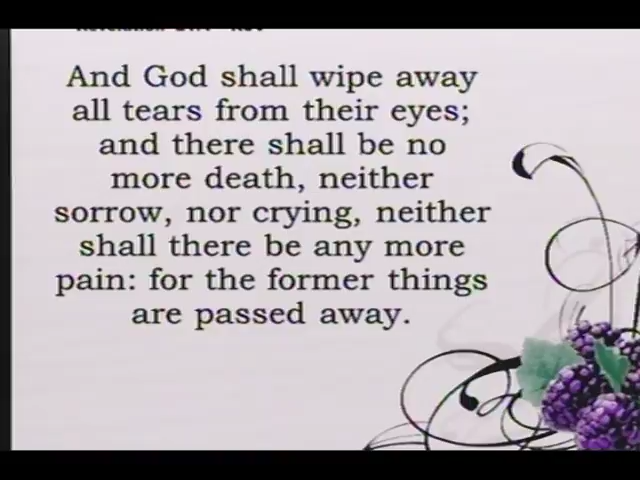 And God shall wipe away
all tears from their eyes;
and there shall be no
more death, neither
sorrow, nor crying, neither
shall there be any more
pain: for the former things
are passed away.